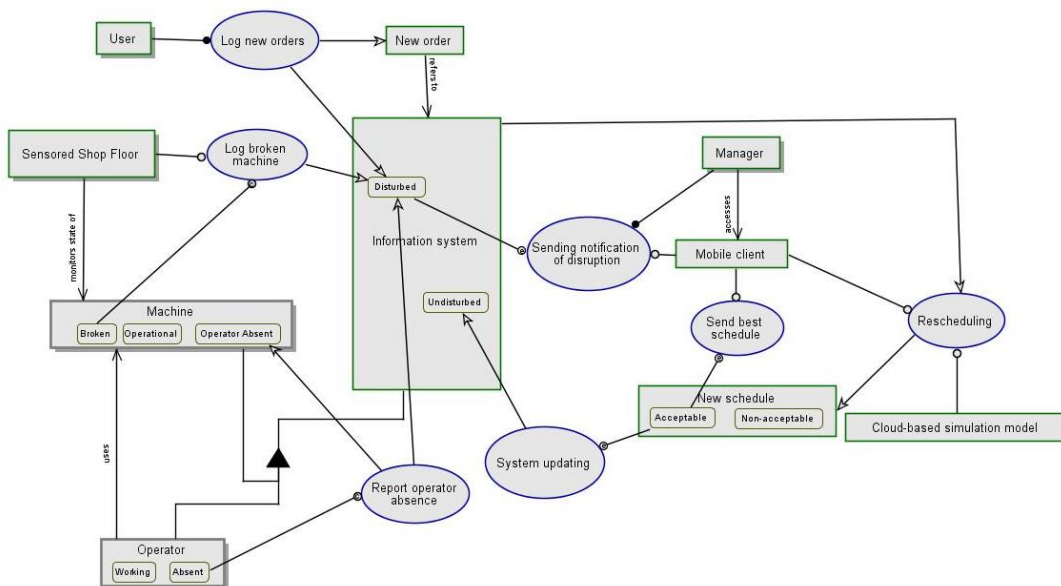 User
Log new orders
New order
refers to
Sensored Shop Floor
Log broken
machine
Disturbed
Information system
Undisturbed
Manager
accesses
Sending notification
of disruption
Mobile client
monitors state of
Machine
Broken
Operational
Operator Absent
Send best
schedule
Rescheduling
New schedule
Acceptable
Non-acceptable
Cloud-based simulation model
uses
System updating
Report operator
absence
Operator
Working
Absent